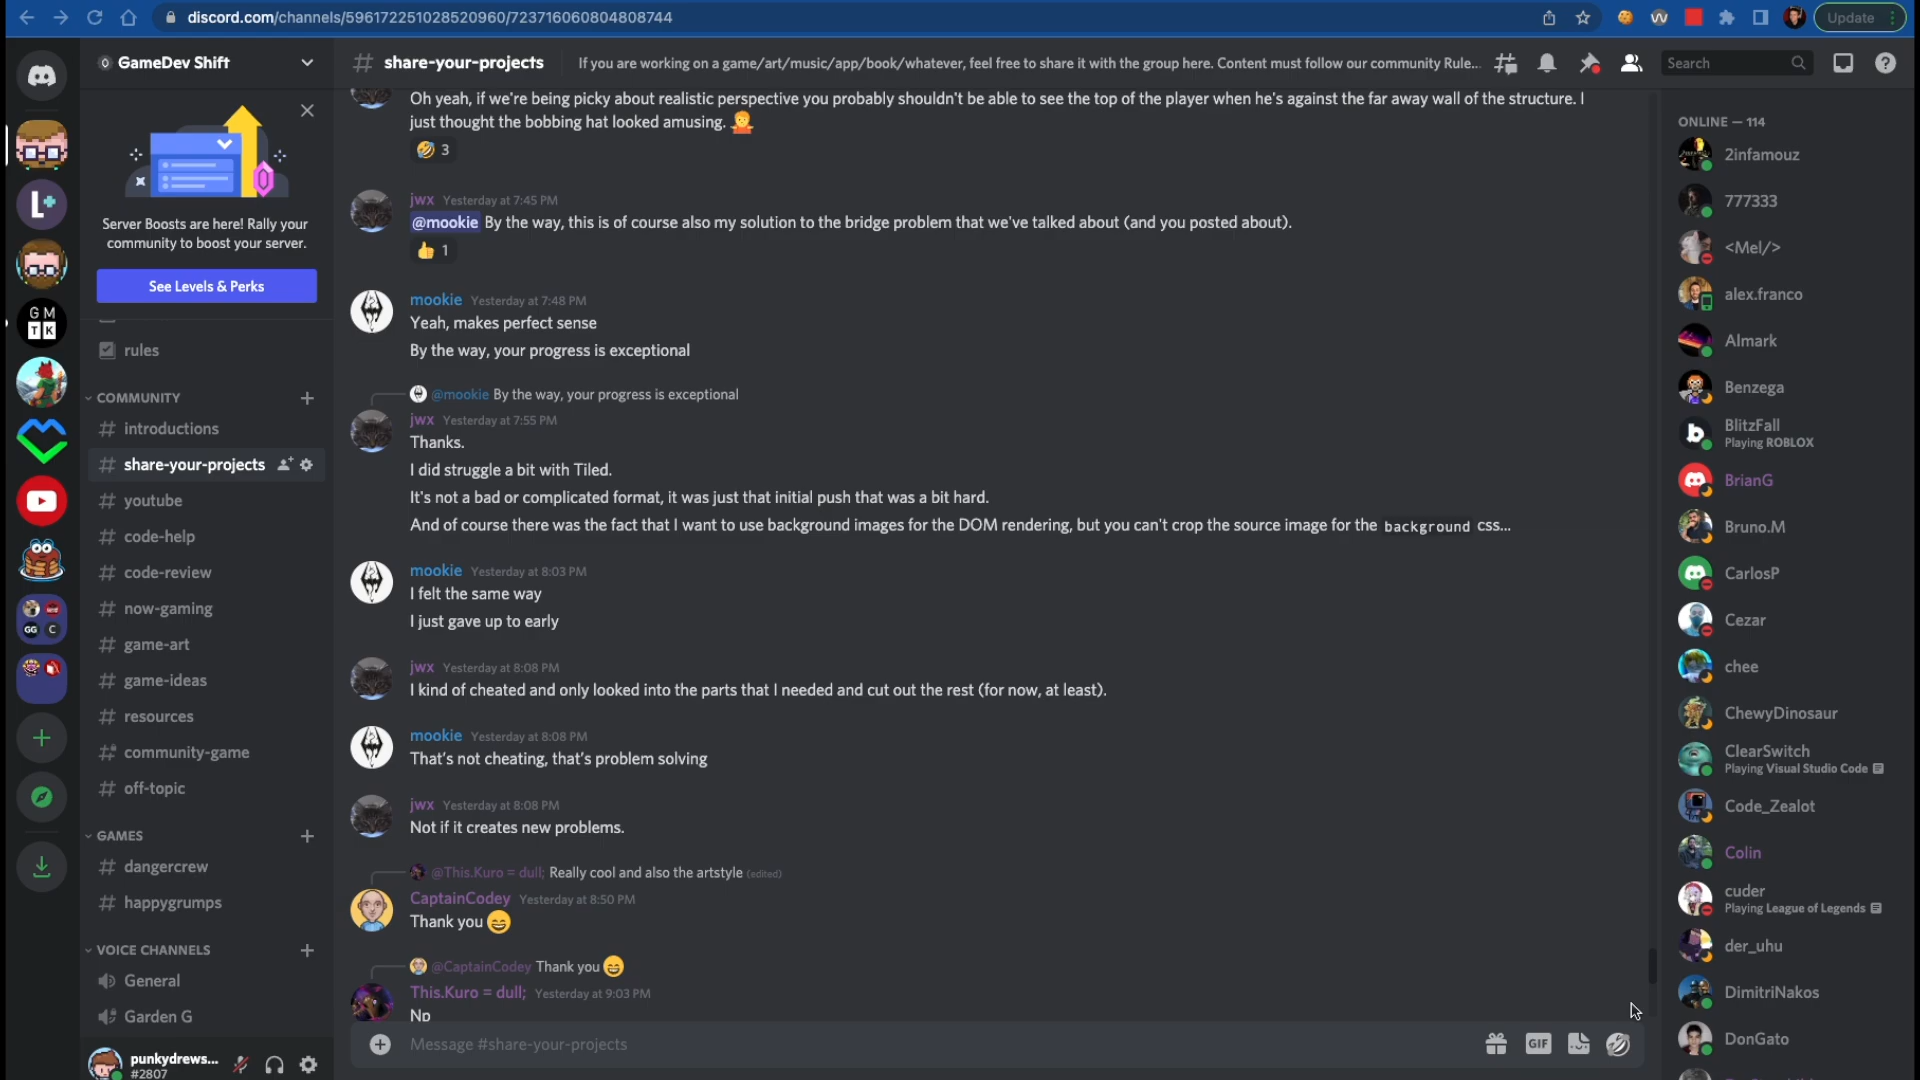 discord.com/channels/596172251028520960/723716060804808744
Update
GameDev Shift
Server Boosts are here! Rally your
community to boost your server.
See Levels & Perks
rules
COMMUNITY
introductions
share-your-projects
youtube
code-help
code-review
now-gaming
game-art
game-ideas
resources
community-game
off-topic
GAMES
dangercrew
happygrumps
VOICE CHANNELS
General
Garden G
punkydrews...
#2807
GM
TK
GG
C
share-your-projects
If you are working on a game/art/music/app/book/whatever, feel free to share it with the group here. Content must follow our community Rule...
Search
Oh yeah, if we're being picky about realistic perspective you probably shouldn't be able to see the top of the player when he's against the far away wall of the structure. I
just thought the bobbing hat looked amusing.
3
jwx Yesterday at 7:45 PM
@mookie By the way, this is of course also my solution to the bridge problem that we've talked about (and you posted about).
1
mookie Yesterday at 7:48 PM
Yeah, makes perfect sense
By the way, your progress is exceptional
@mookie By the way, your progress is exceptional
jwx Yesterday at 7:55 PM
Thanks.
I did struggle a bit with Tiled.
It's not a bad or complicated format, it was just that initial push that was a bit hard.
And of course there was the fact that I want to use background images for the DOM rendering, but you can't crop the source image for the background css...
mookie Yesterday at 8:03 PM
I felt the same way
I just gave up to early
jwx Yesterday at 8:08 PM
I kind of cheated and only looked into the parts that I needed and cut out the rest (for now, at least).
mookie Yesterday at 8:08 PM
That's not cheating, that's problem solving
jwx Yesterday at 8:08 PM
Not if it creates new problems.
@This.Kuro = dull; Really cool and also the artstyle (edited)
CaptainCodey Yesterday at 8:50 PM
Thank you
@CaptainCodey Thank you
This.Kuro = dull; Yesterday at 9:03 PM
Np
Message #share-your-projects
GIF
ONLINE — 114
2infamouz
777333
<Mel/>
alex.franco
Almark
Benzega
BlitzFall
Playing ROBLOX
BrianG
Bruno.M
CarlosP
Cezar
chee
ChewyDinosaur
ClearSwitch
Playing Visual Studio Code
Code_Zealot
Colin
cuder
Playing League of Legends
der_uhu
DimitriNakos
DonGato